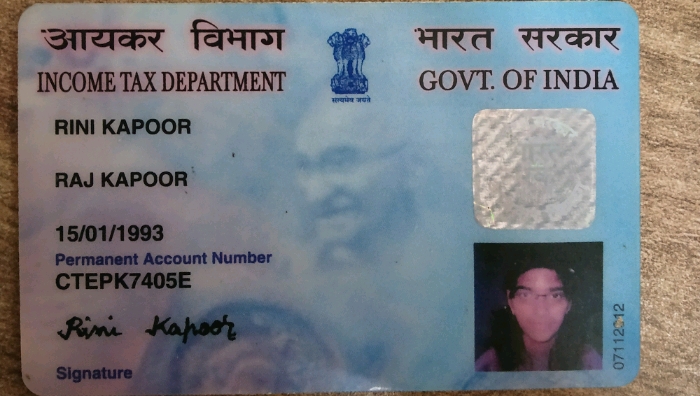 आयकर विभाग
भारत सरकार
INCOME TAX DEPARTMENT
GOVT. OF INDIA
सत्यमेव जयते
RINI KAPOOR
RAJ KAPOOR
15/01/1993
Permanent Account Number
CTEPK7405E
Rini Kapoor
Signature